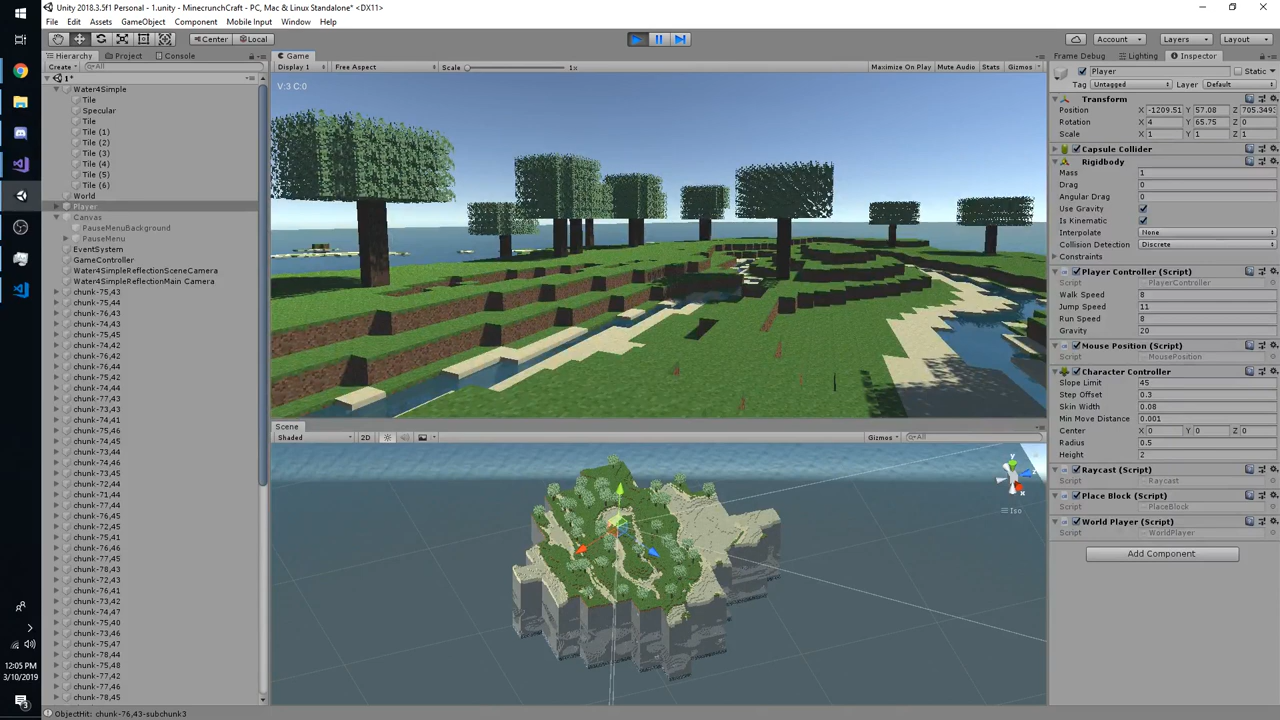 Unity 2018.3.5f1 Personal - 1.unity - MinecrunchCraft - PC, Mac & Linux Standalone* <DX11>
File Edit Assets GameObject Component Mobile Input Window Help
Center Local
Account Layers Layout
Hierarchy Project Console
Create All
1*
Water4Simple
Tile
Specular
Tile
Tile (1)
Tile (2)
Tile (3)
Tile (4)
Tile (5)
Tile (6)
World
Player
Canvas
PauseMenuBackground
PauseMenu
EventSystem
GameController
Water4SimpleReflectionSceneCamera
Water4SimpleReflectionMain Camera
chunk-75,43
chunk-75,44
chunk-76,43
chunk-74,43
chunk-75,45
chunk-74,42
chunk-76,42
chunk-76,44
chunk-75,42
chunk-74,44
chunk-77,43
chunk-73,43
chunk-74,41
chunk-75,46
chunk-74,45
chunk-73,44
chunk-74,46
chunk-73,45
chunk-72,44
chunk-71,44
chunk-77,44
chunk-76,45
chunk-72,45
chunk-75,41
chunk-76,46
chunk-77,45
chunk-78,43
chunk-72,43
chunk-76,41
chunk-73,42
chunk-74,47
chunk-75,40
chunk-73,46
chunk-75,47
chunk-78,44
chunk-75,48
chunk-77,42
chunk-77,46
chunk-78,45
ObjectHit: chunk-76,43-subchunk3
Game
Display 1 Free Aspect Scale 1x Maximize On Play Mute Audio Stats Gizmos
V:3 C:0
Scene
Shaded 2D Gizmos All
y
x
Iso
Frame Debug Lighting Inspector
Player Static
Tag Untagged Layer Default
Transform
Position X -1209.51 Y 57.08 Z 705.349
Rotation X 4 Y 65.75 Z 0
Scale X 1 Y 1 Z 1
Capsule Collider
Rigidbody
Mass 1
Drag 0
Angular Drag 0
Use Gravity
Is Kinematic
Interpolate None
Collision Detection Discrete
Constraints
Player Controller (Script)
Script PlayerController
Walk Speed 8
Jump Speed 11
Run Speed 8
Gravity 20
Mouse Position (Script)
Script MousePosition
Character Controller
Slope Limit 45
Step Offset 0.3
Skin Width 0.08
Min Move Distance 0.001
Center X 0 Y 0 Z 0
Radius 0.5
Height 2
Raycast (Script)
Script Raycast
Place Block (Script)
Script PlaceBlock
World Player (Script)
Script WorldPlayer
Add Component
12:05 PM
3/10/2019
3